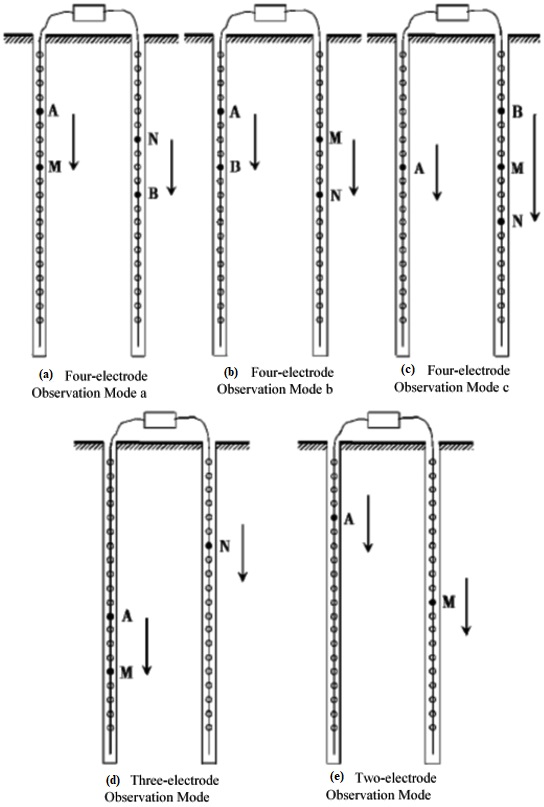 A
M
N
B
(a) Four-electrode
Observation Mode a
A
B
M
N
(b) Four-electrode
Observation Mode b
A
B
M
N
(c) Four-electrode
Observation Mode c
A
M
N
(d) Three-electrode
Observation Mode
A
M
(e) Two-electrode
Observation Mode